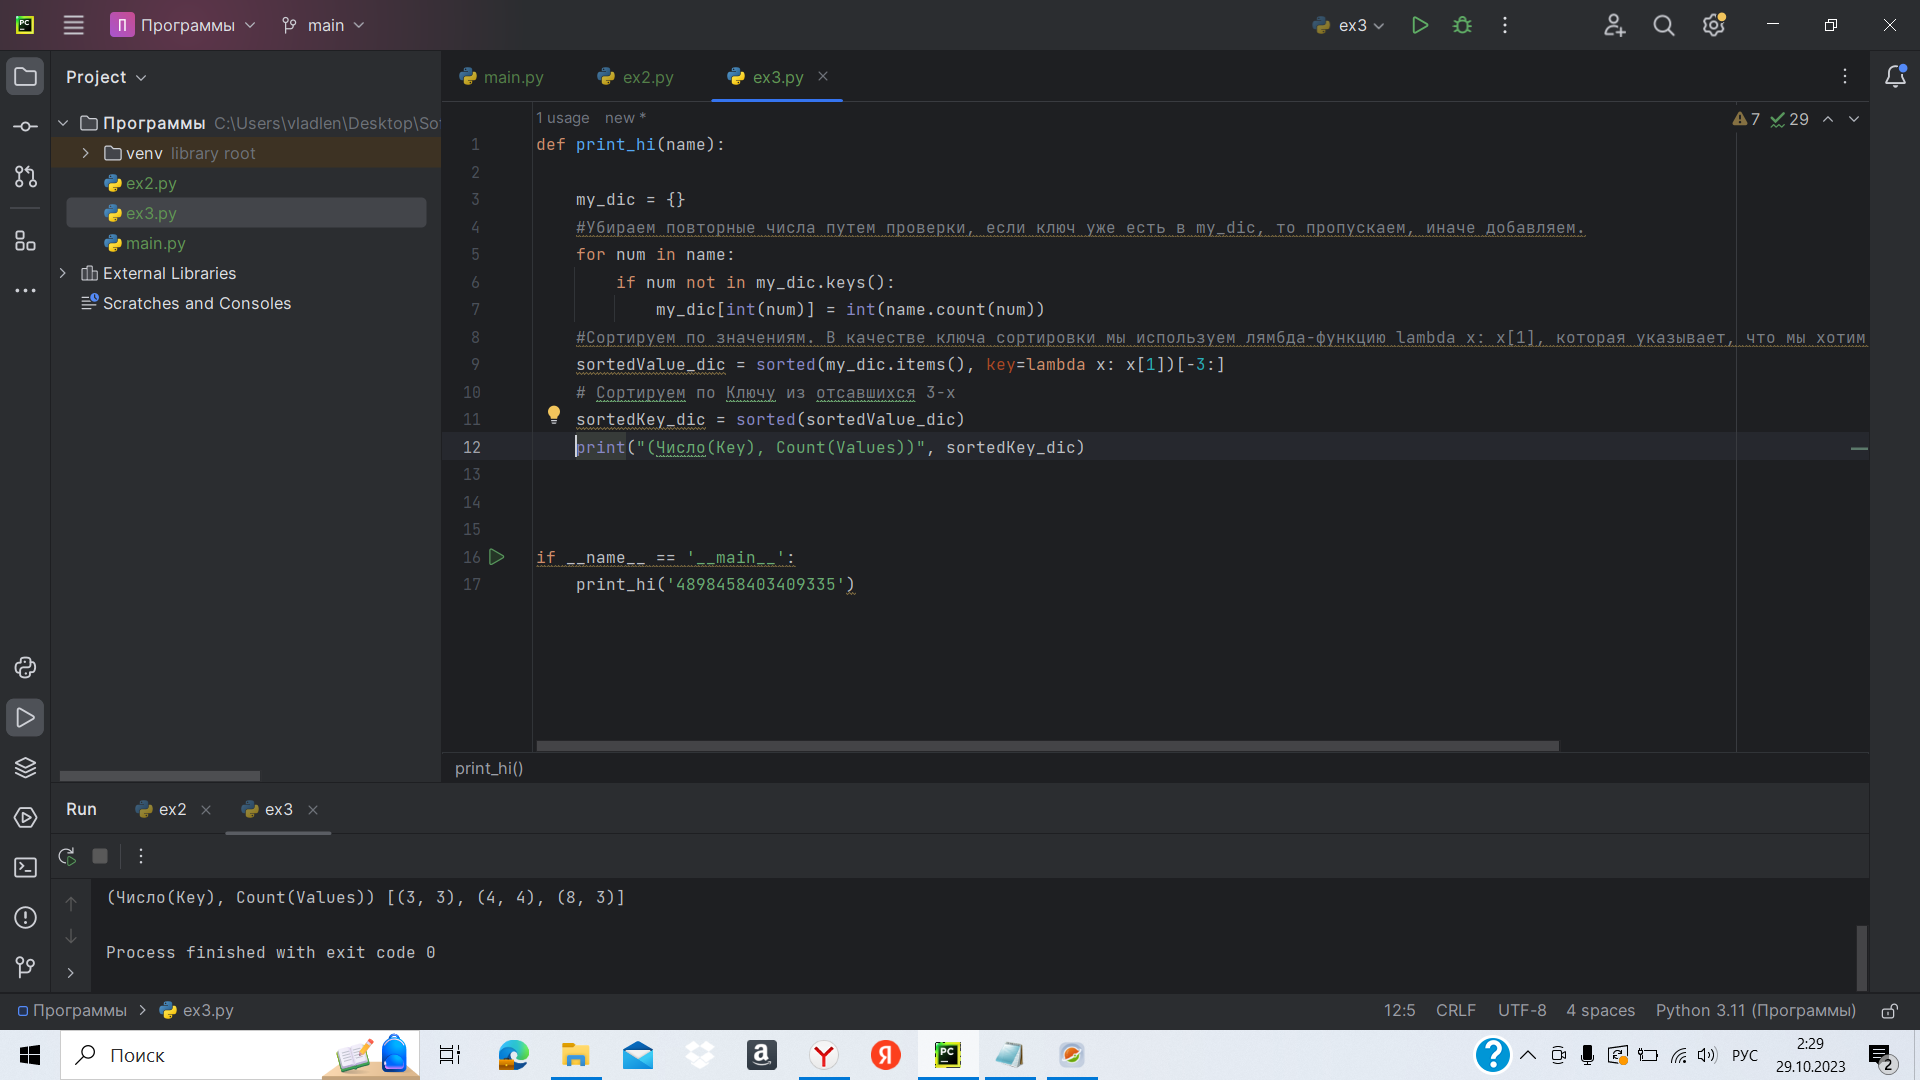 П Программы main
ex3
Project
Программы C:\Users\vladlen\Desktop\So
venv library root
ex2.py
ex3.py
main.py
External Libraries
Scratches and Consoles
main.py ex2.py ex3.py
1 usage new *
7 29
1 def print_hi(name):
2
3 my_dic = {}
4 #Убираем повторные числа путем проверки, если ключ уже есть в my_dic, то пропускаем, иначе добавляем.
5 for num in name:
6 if num not in my_dic.keys():
7 my_dic[int(num)] = int(name.count(num))
8 #Сортируем по значениям. В качестве ключа сортировки мы используем лямбда-функцию lambda x: x[1], которая указывает, что мы хотим
9 sortedValue_dic = sorted(my_dic.items(), key=lambda x: x[1])[-3:]
10 # Сортируем по Ключу из отсавшихся 3-х
11 sortedKey_dic = sorted(sortedValue_dic)
12 print("(Число(Key), Count(Values))", sortedKey_dic)
13
14
15
16 if __name__ == '__main__':
17 print_hi('4898458403409335')
print_hi()
Run ex2 ex3
(Число(Key), Count(Values)) [(3, 3), (4, 4), (8, 3)]
Process finished with exit code 0
Программы ex3.py
12:5 CRLF UTF-8 4 spaces Python 3.11 (Программы)
Поиск
РУС
2:29
29.10.2023
2